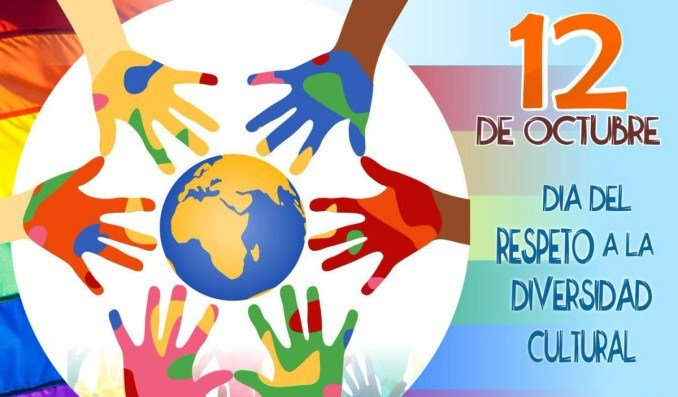 12
DE OCTUBRE
DIA DEL
RESPETO A LA
DIVERSIDAD
CULTURAL